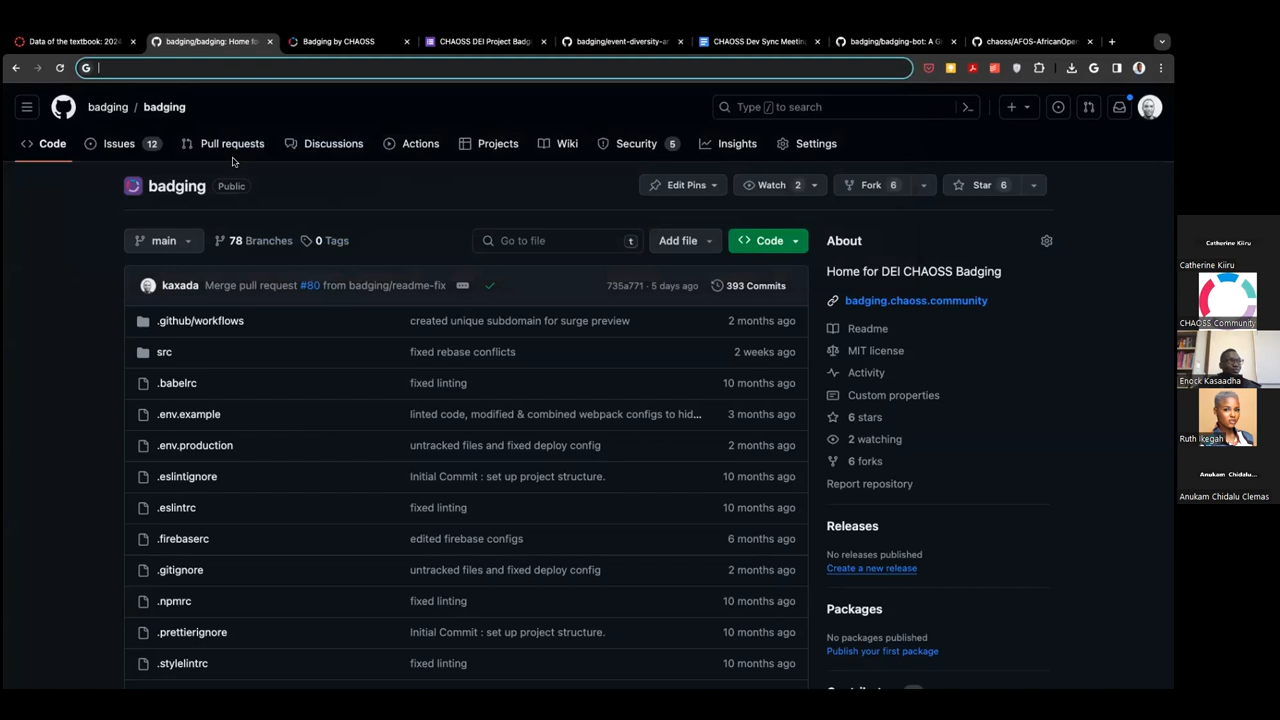 Data of the textbook: 202
badging/badging: Home fo
Badging by CHAOSS
CHAOSS DEI Project Badg
badging/event-diversity-a
CHAOSS Dev Sync Meetin
badging/badging-bot: A G
chaoss/AFOS-AfricanOpen
badging / badging
Type / to search
Code
Issues 12
Pull requests
Discussions
Actions
Projects
Wiki
Security 5
Insights
Settings
badging Public
Edit Pins
Watch 2
Fork 6
Star 6
main
78 Branches
0 Tags
Go to file t
Add file
Code
kaxada Merge pull request #80 from badging/readme-fix 735a771 · 5 days ago 393 Commits
.github/workflows created unique subdomain for surge preview 2 months ago
src fixed rebase conflicts 2 weeks ago
.babelrc fixed linting 10 months ago
.env.example linted code, modified & combined webpack configs to hid... 3 months ago
.env.production untracked files and fixed deploy config 2 months ago
.eslintignore Initial Commit : set up project structure. 10 months ago
.eslintrc fixed linting 10 months ago
.firebaserc edited firebase configs 6 months ago
.gitignore untracked files and fixed deploy config 2 months ago
.npmrc fixed linting 10 months ago
.prettierignore Initial Commit : set up project structure. 10 months ago
.stylelintrc fixed linting 10 months ago
About
Home for DEI CHAOSS Badging
badging.chaoss.community
Readme
MIT license
Activity
Custom properties
6 stars
2 watching
6 forks
Report repository
Releases
No releases published
Create a new release
Packages
No packages published
Publish your first package
Catherine Kiiru
Catherine Kiiru
CHAOSS Community
Enock Kasaadha
Ruth Ikegah
Anukam Chidalu...
Anukam Chidalu Clemas